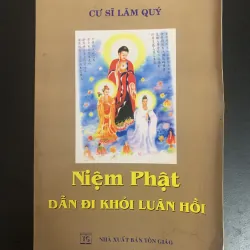 CƯ SĨ LÂM QUÝ
Niệm Phật
DẪN ĐI KHỎI LUÂN HỒI
NHÀ XUẤT BẢN TÔN GIÁO